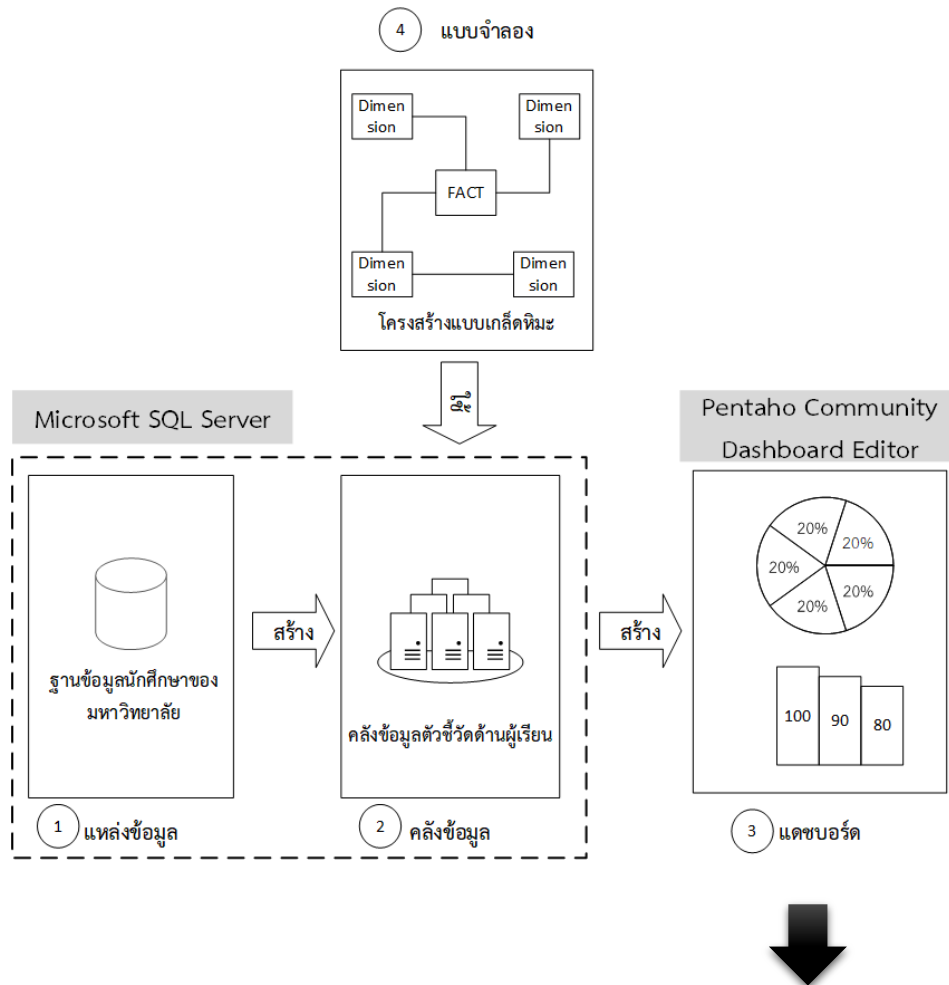 4 แบบจำลอง
Dimen
sion
Dimen
sion
FACT
Dimen
sion
Dimen
sion
โครงสร้างแบบเกล็ดหิมะ
ใช้
Microsoft SQL Server
Pentaho Community
Dashboard Editor
ฐานข้อมูลนักศึกษาของ
มหาวิทยาลัย
สร้าง
คลังข้อมูลตัวชี้วัดด้านผู้เรียน
สร้าง
20%
20%
20%
20%
20%
100
90
80
1 แหล่งข้อมูล
2 คลังข้อมูล
3 แดชบอร์ด